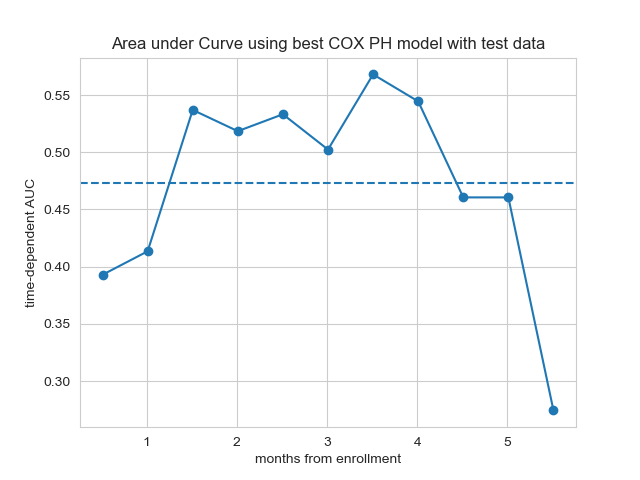 Area under Curve using best COX PH model with test data
time-dependent AUC
0.55
0.50
0.45
0.40
0.35
0.30
1 2 3 4 5
months from enrollment